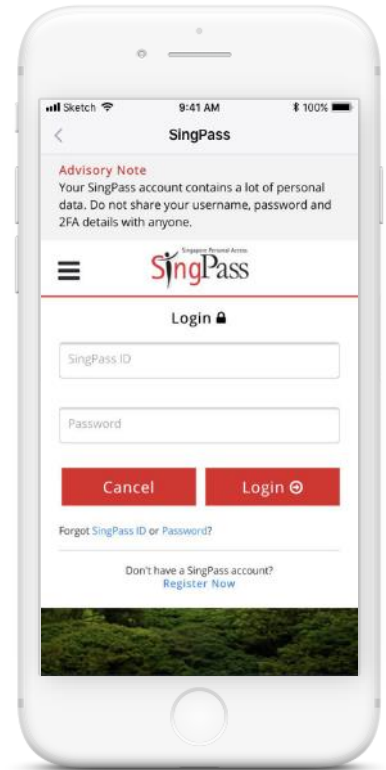 Sketch 9:41 AM 100%
SingPass
Advisory Note
Your SingPass account contains a lot of personal
data. Do not share your username, password and
2FA details with anyone.
Singapore Personal Access
SingPass
Login
SingPass ID
Password
Cancel Login
Forgot SingPass ID or Password?
Don't have a SingPass account?
Register Now